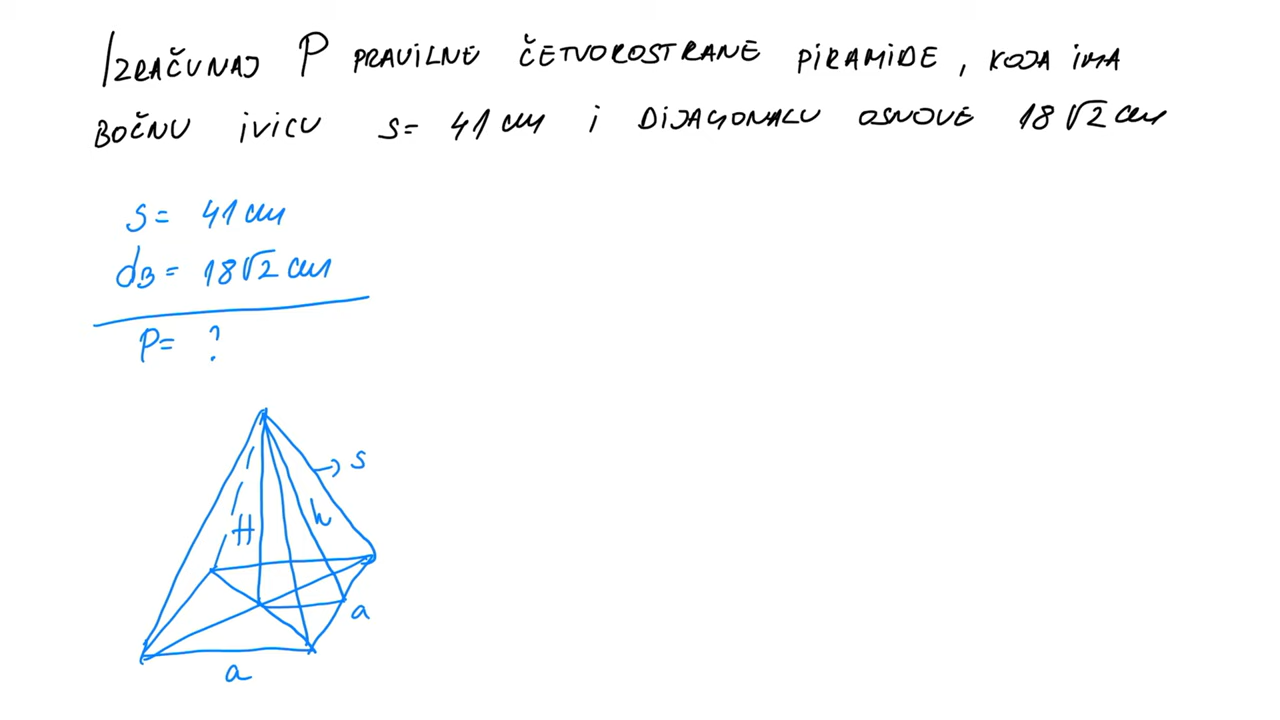 IZRAČUNAJ P PRAVILNE ČETVOROSTRANE PIRAMIDE, KOJA IMA
BOČNU IVICU s= 41 cm i DIJAGONALU OSNOVE 18√2 cm
s= 41 cm
dB= 18√2 cm
P= ?
s
h
H
a
a